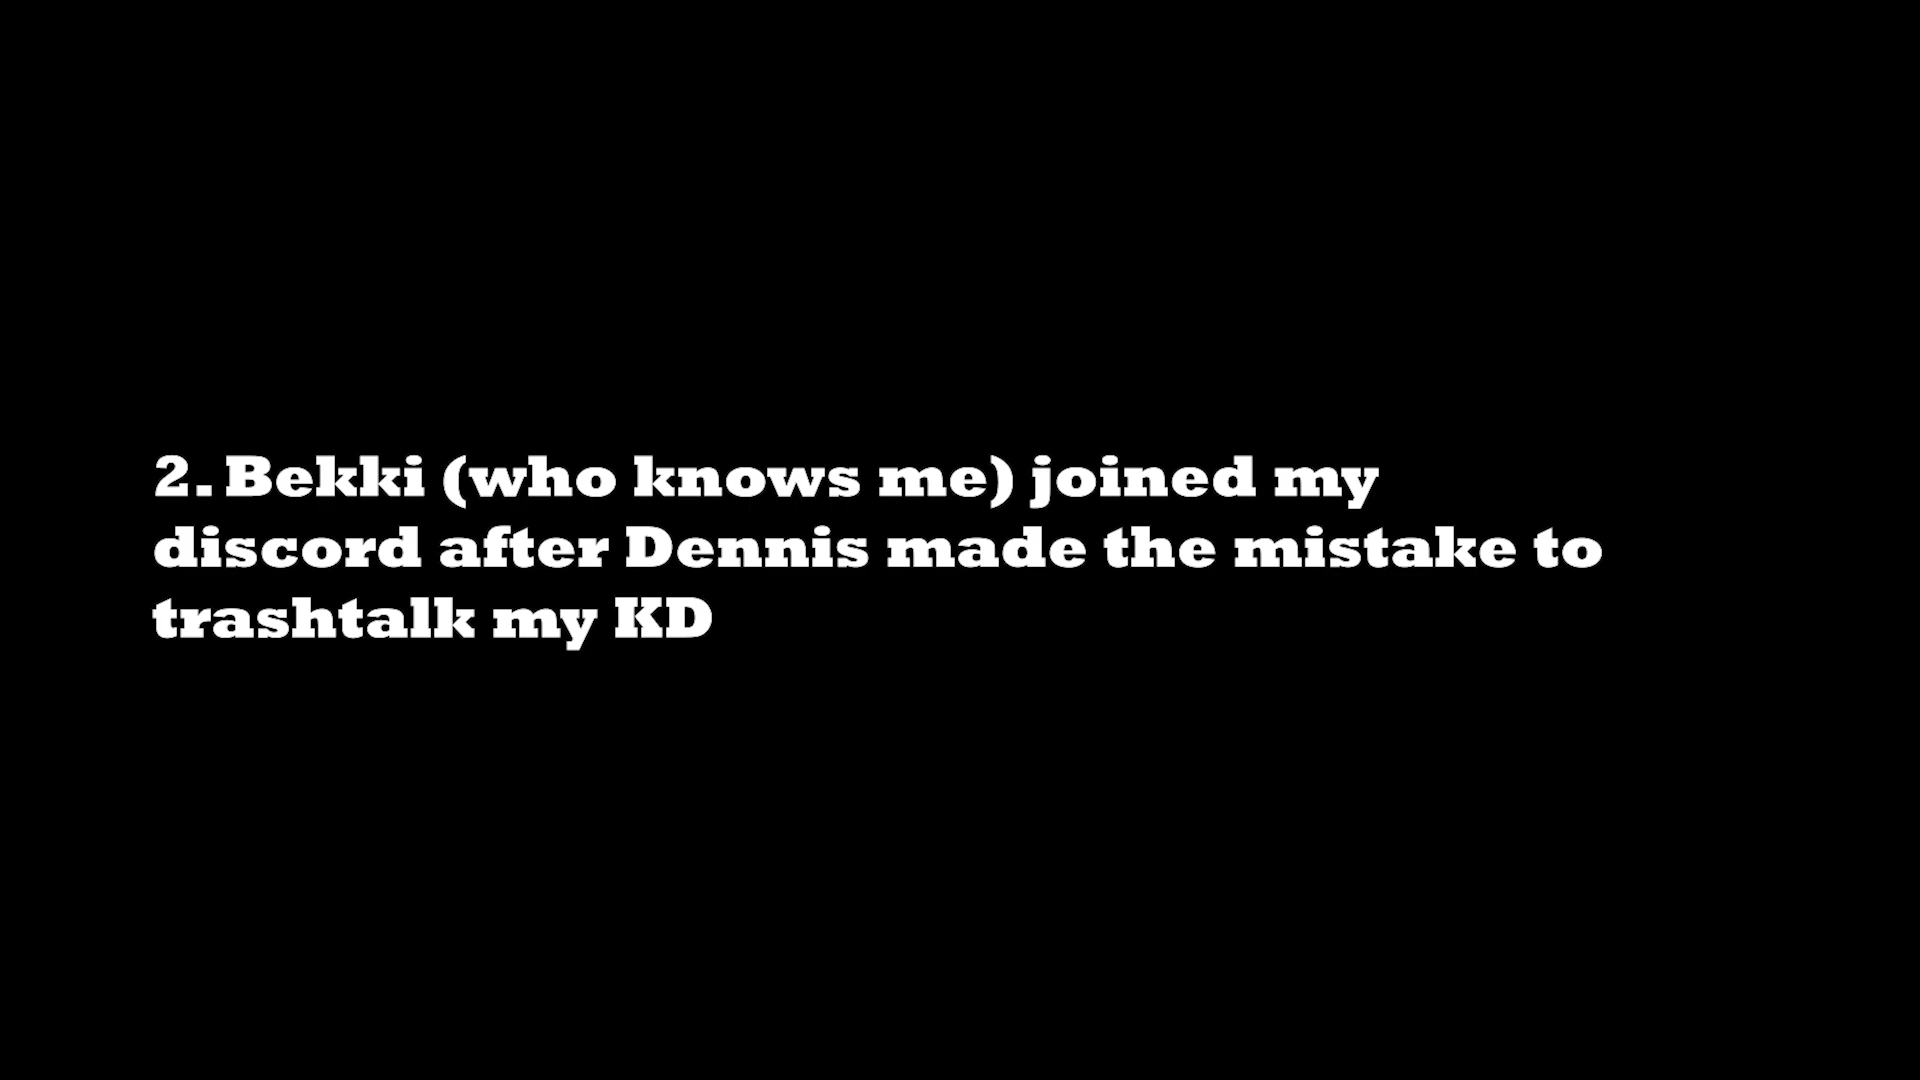 2. Bekki (who knows me) joined my
discord after Dennis made the mistake to
trashtalk my KD